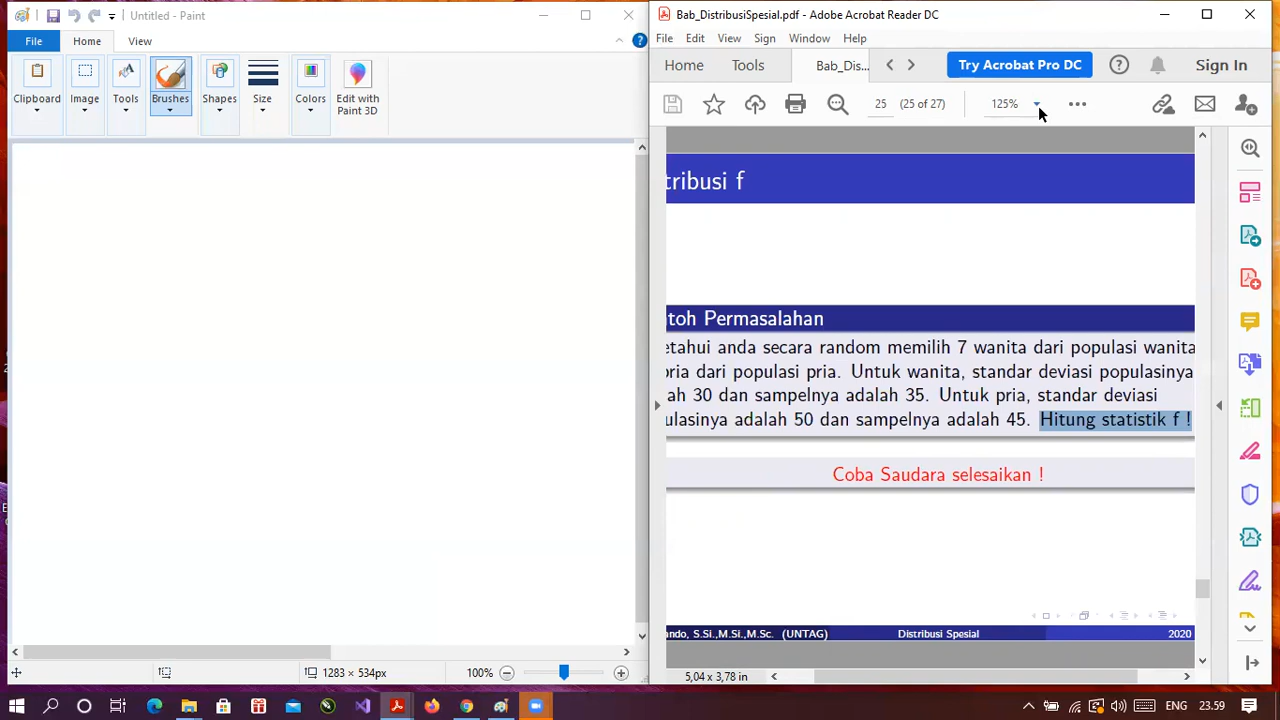 Untitled - Paint
File
Home
View
Clipboard
Image
Tools
Brushes
Shapes
Size
Colors
Edit with
Paint 3D
1283 × 534px
100%
Bab_DistribusiSpesial.pdf - Adobe Acrobat Reader DC
File Edit View Sign Window Help
Home
Tools
Bab_Dis...
Try Acrobat Pro DC
Sign In
25
(25 of 27)
125%
tribusi f
toh Permasalahan
etahui anda secara random memilih 7 wanita dari populasi wanita
pria dari populasi pria. Untuk wanita, standar deviasi populasinya
lah 30 dan sampelnya adalah 35. Untuk pria, standar deviasi
pulasinya adalah 50 dan sampelnya adalah 45. Hitung statistik f !
Coba Saudara selesaikan !
ando, S.Si.,M.Si.,M.Sc. (UNTAG)
Distribusi Spesial
2020
5,04 x 3,78 in
ENG
23.59